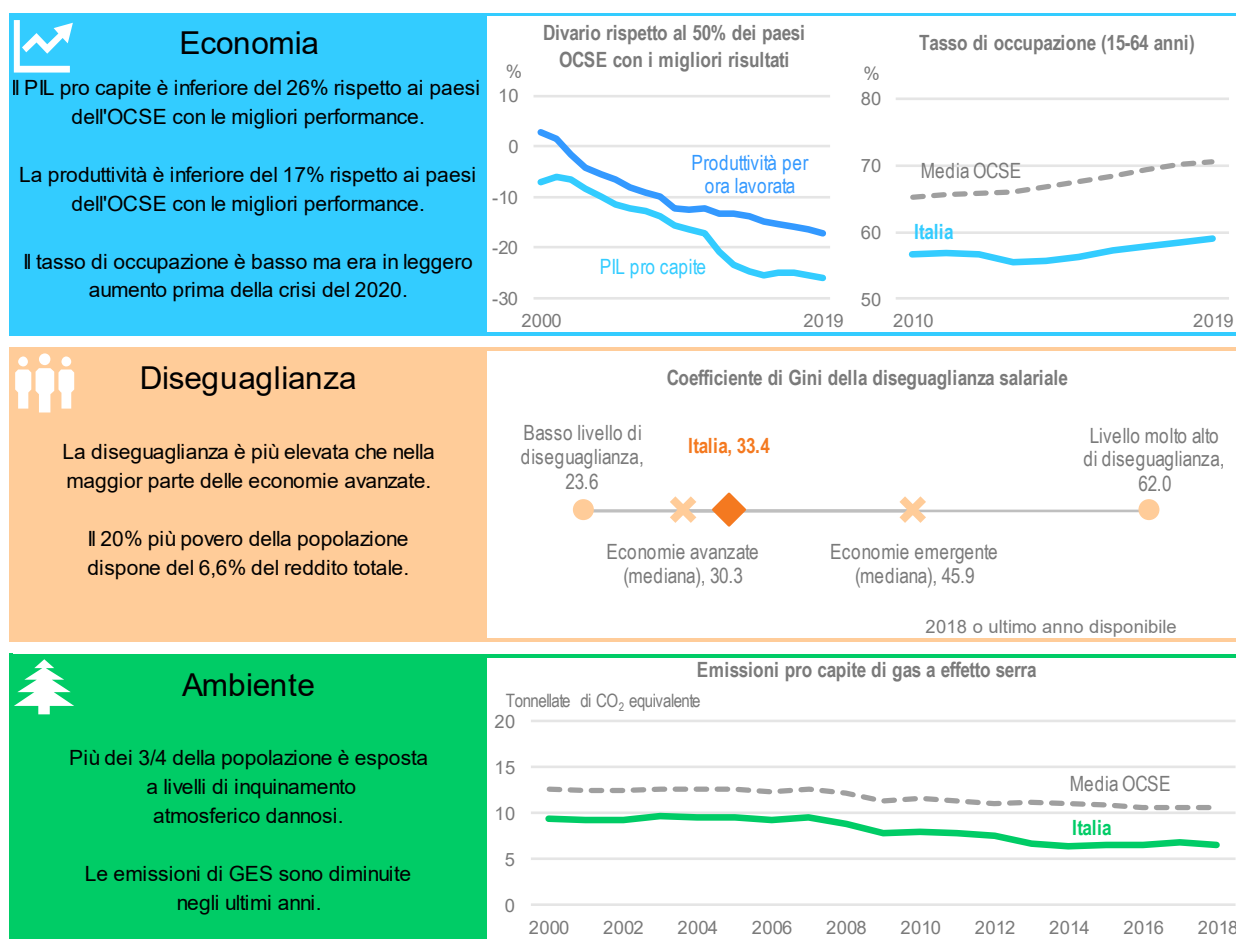 Economia
Il PIL pro capite è inferiore del 26% rispetto ai paesi
dell'OCSE con le migliori performance.
La produttività è inferiore del 17% rispetto ai paesi
dell'OCSE con le migliori performance.
Il tasso di occupazione è basso ma era in leggero
aumento prima della crisi del 2020.
Divario rispetto al 50% dei paesi
OCSE con i migliori risultati
%
10
0
-10
-20
-30
Produttività per
ora lavorata
PIL pro capite
2000
2019
Tasso di occupazione (15-64 anni)
%
80
70
60
50
Media OCSE
Italia
2010
2019
Diseguaglianza
La diseguaglianza è più elevata che nella
maggior parte delle economie avanzate.
Il 20% più povero della popolazione
dispone del 6,6% del reddito totale.
Coefficiente di Gini della diseguaglianza salariale
Basso livello di
diseguaglianza,
23.6
Italia, 33.4
Livello molto alto
di diseguaglianza,
62.0
Economie avanzate
(mediana), 30.3
Economie emergente
(mediana), 45.9
2018 o ultimo anno disponibile
Ambiente
Più dei 3/4 della popolazione è esposta
a livelli di inquinamento
atmosferico dannosi.
Le emissioni di GES sono diminuite
negli ultimi anni.
Emissioni pro capite di gas a effetto serra
Tonnellate di CO₂ equivalente
20
15
10
5
0
Media OCSE
Italia
2000 2002 2004 2006 2008 2010 2012 2014 2016 2018